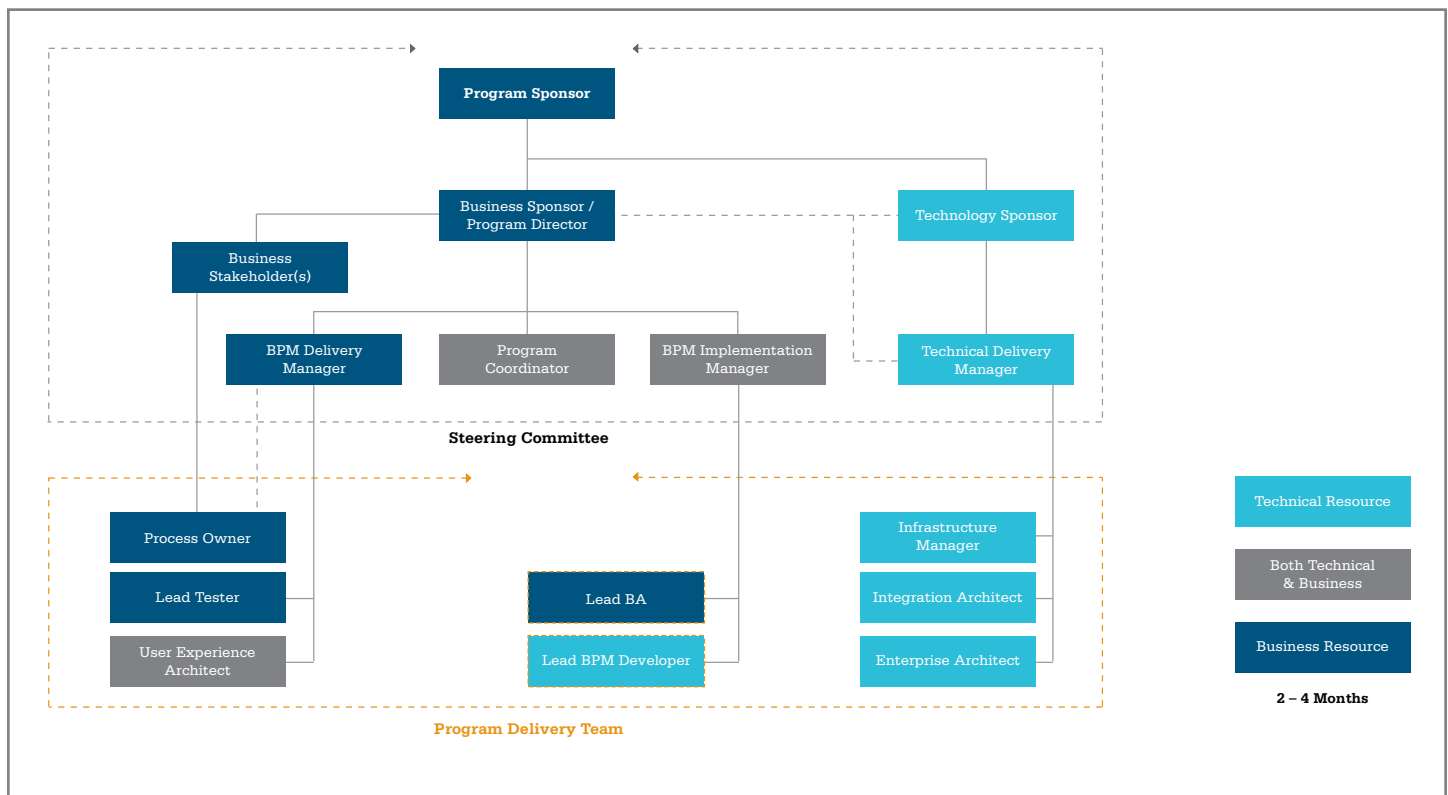 Program Sponsor
Business Sponsor /
Program Director
Technology Sponsor
Business
Stakeholder(s)
BPM Delivery
Manager
Program
Coordinator
BPM Implementation
Manager
Technical Delivery
Manager
Steering Committee
Process Owner
Lead Tester
User Experience
Architect
Lead BA
Lead BPM Developer
Infrastructure
Manager
Integration Architect
Enterprise Architect
Program Delivery Team
Technical Resource
Both Technical
& Business
Business Resource
2 – 4 Months